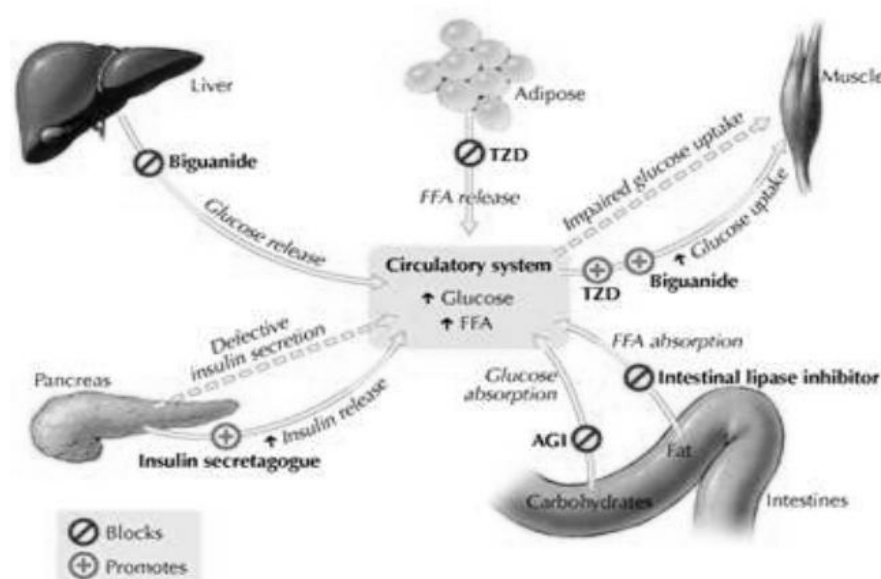 Liver
Adipose
Muscle
Biguanide
TZD
Impaired glucose uptake
Glucose release
FFA release
↑ Glucose uptake
Circulatory system
↑ Glucose
↑ FFA
TZD
Biguanide
Defective
insulin secretion
FFA absorption
Glucose
absorption
Intestinal lipase inhibitor
Pancreas
↑ Insulin release
Insulin secretagogue
AGI
Fat
Carbohydrates
Intestines
Blocks
Promotes